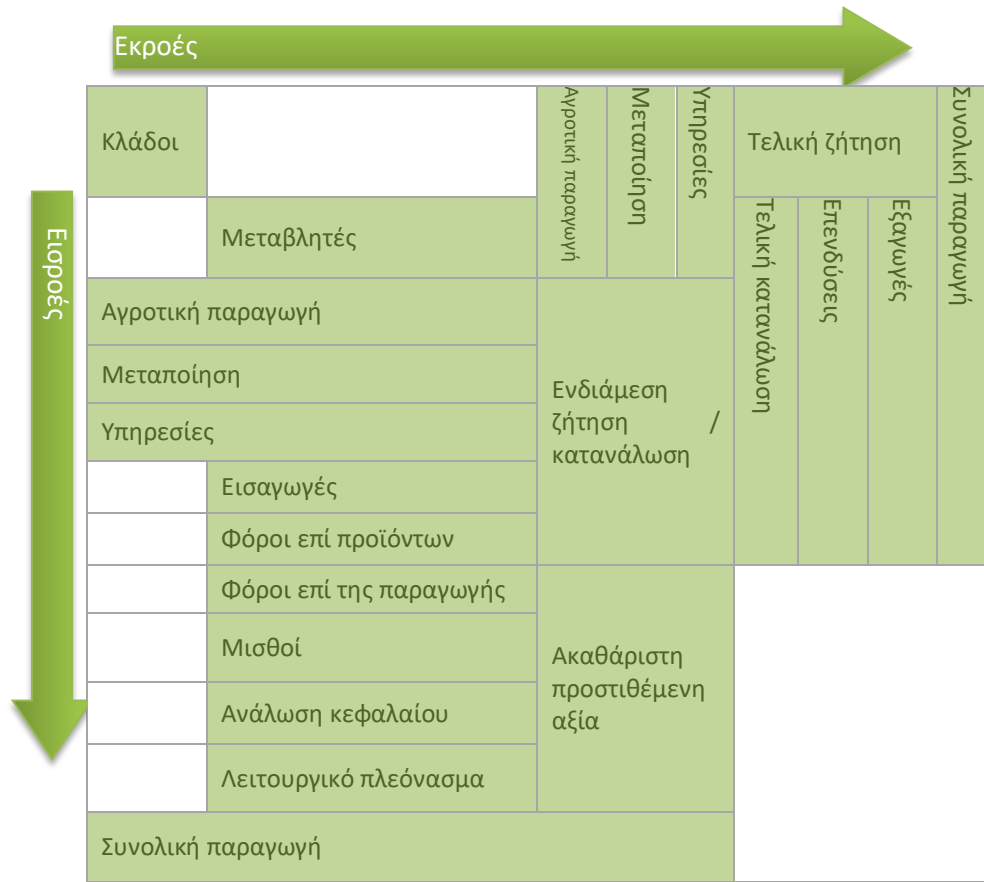 Εκροές
Εισροές
Κλάδοι
Αγροτική παραγωγή
Μεταποίηση
Υπηρεσίες
Τελική ζήτηση
Συνολική παραγωγή
Μεταβλητές
Τελική κατανάλωση
Επενδύσεις
Εξαγωγές
Αγροτική παραγωγή
Μεταποίηση
Υπηρεσίες
Ενδιάμεση
ζήτηση /
κατανάλωση
Εισαγωγές
Φόροι επί προϊόντων
Φόροι επί της παραγωγής
Μισθοί
Ακαθάριστη
προστιθέμενη
αξία
Ανάλωση κεφαλαίου
Λειτουργικό πλεόνασμα
Συνολική παραγωγή